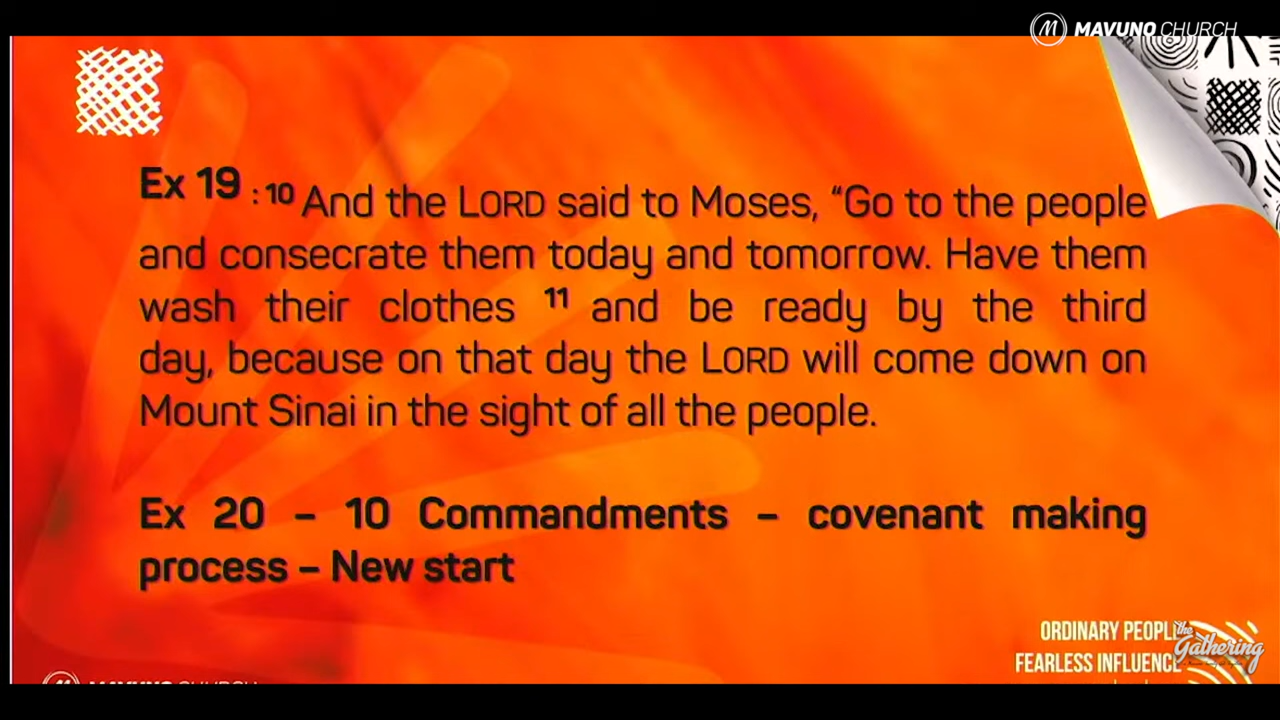 MAVUNO CHURCH
Ex 19 : 10 And the LORD said to Moses, “Go to the people
and consecrate them today and tomorrow. Have them
wash their clothes 11 and be ready by the third
day, because on that day the LORD will come down on
Mount Sinai in the sight of all the people.
Ex 20 – 10 Commandments – covenant making
process – New start
ORDINARY PEOPLE
the Gathering
FEARLESS INFLUENCE
MAVUNO CHURCH